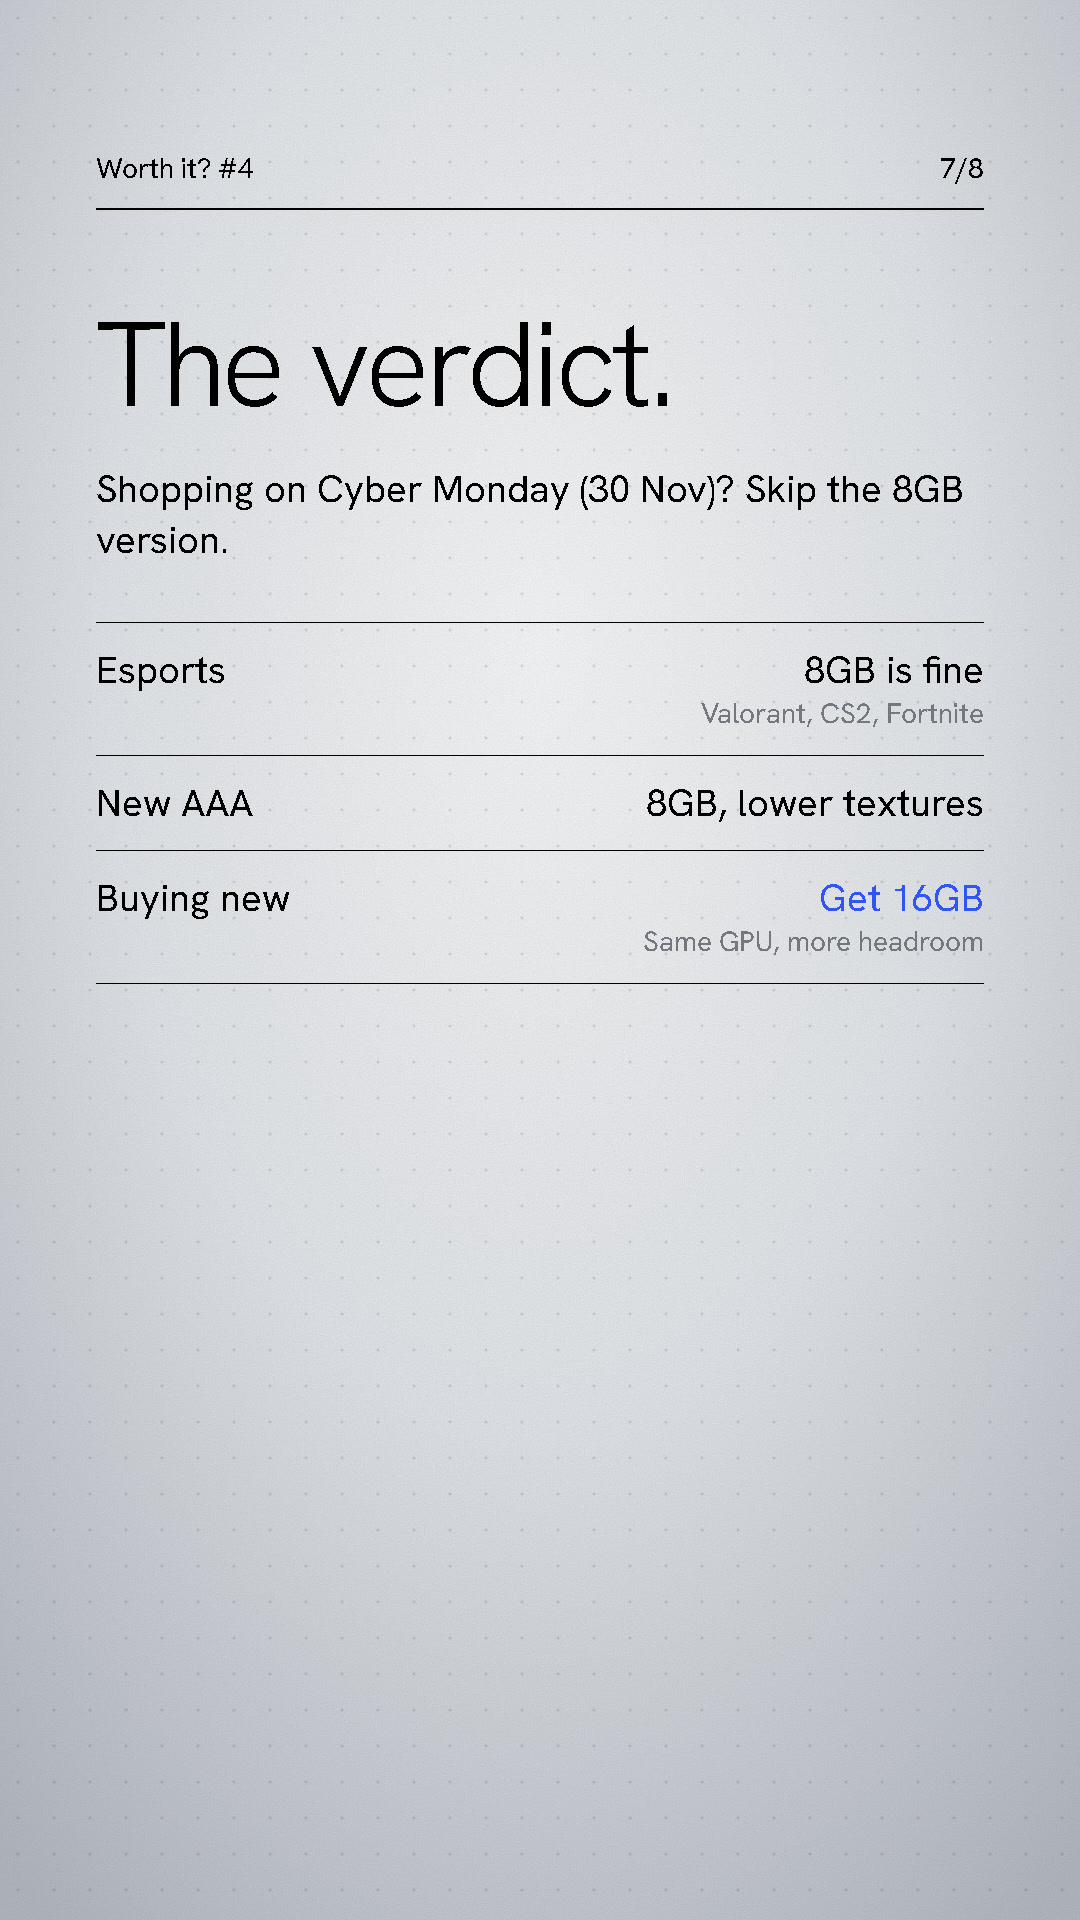 Worth it? #4
7/8
The verdict.
Shopping on Cyber Monday (30 Nov)? Skip the 8GB
version.
Esports
8GB is fine
Valorant, CS2, Fortnite
New AAA
8GB, lower textures
Buying new
Get 16GB
Same GPU, more headroom